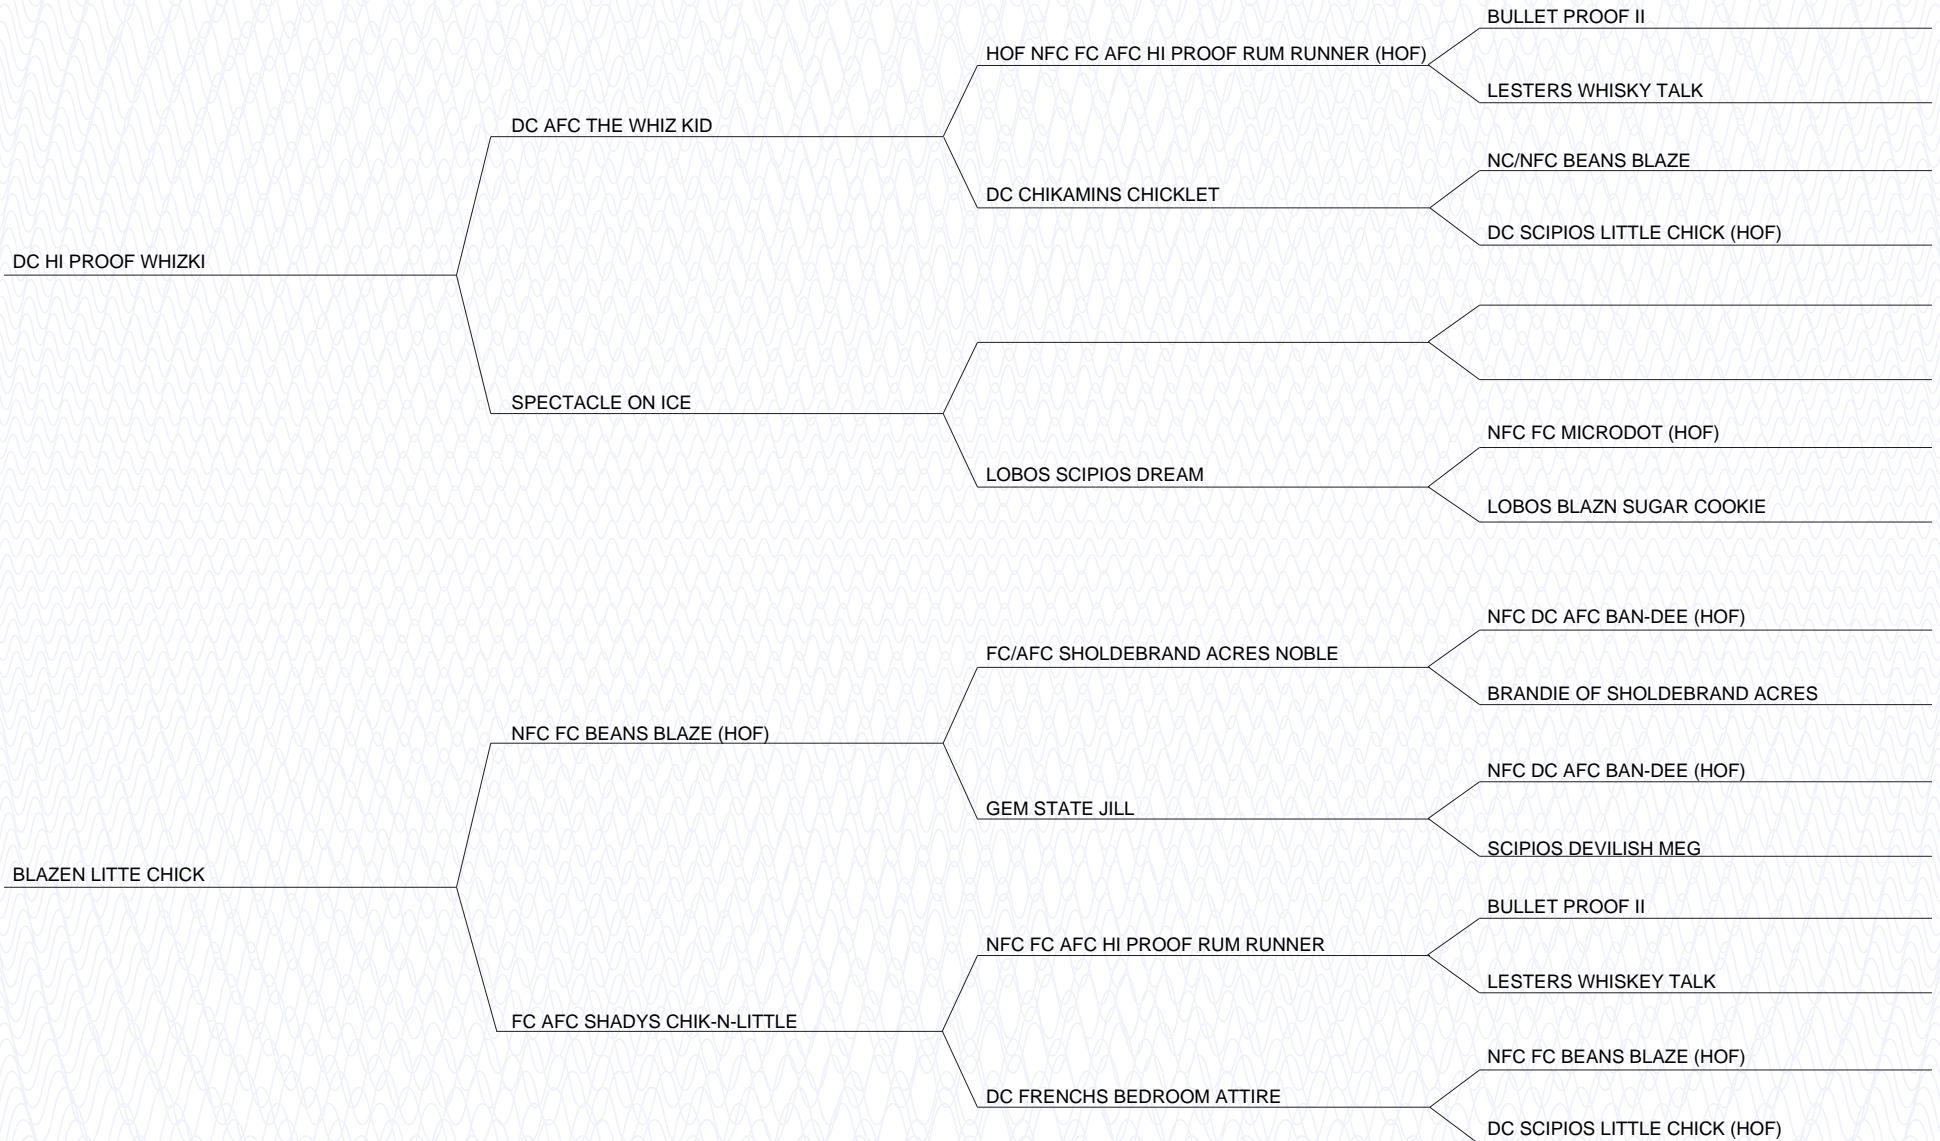 BULLET PROOF II
HOF NFC FC AFC HI PROOF RUM RUNNER (HOF)
LESTERS WHISKY TALK
DC AFC THE WHIZ KID
NC/NFC BEANS BLAZE
DC CHIKAMINS CHICKLET
DC SCIPIOS LITTLE CHICK (HOF)
DC HI PROOF WHIZKI
SPECTACLE ON ICE
NFC FC MICRODOT (HOF)
LOBOS SCIPIOS DREAM
LOBOS BLAZN SUGAR COOKIE
NFC DC AFC BAN-DEE (HOF)
FC/AFC SHOLDEBRAND ACRES NOBLE
BRANDIE OF SHOLDEBRAND ACRES
NFC FC BEANS BLAZE (HOF)
NFC DC AFC BAN-DEE (HOF)
GEM STATE JILL
SCIPIOS DEVILISH MEG
BLAZEN LITTE CHICK
BULLET PROOF II
NFC FC AFC HI PROOF RUM RUNNER
LESTERS WHISKEY TALK
FC AFC SHADYS CHIK-N-LITTLE
NFC FC BEANS BLAZE (HOF)
DC FRENCHS BEDROOM ATTIRE
DC SCIPIOS LITTLE CHICK (HOF)